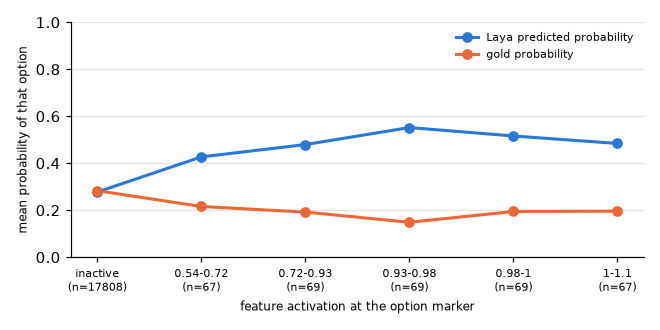 1.0
0.8
0.6
0.4
0.2
0.0
mean probability of that option
Laya predicted probability
gold probability
inactive
(n=17808)
0.54-0.72
(n=67)
0.72-0.93
(n=69)
0.93-0.98
(n=69)
0.98-1
(n=69)
1-1.1
(n=67)
feature activation at the option marker